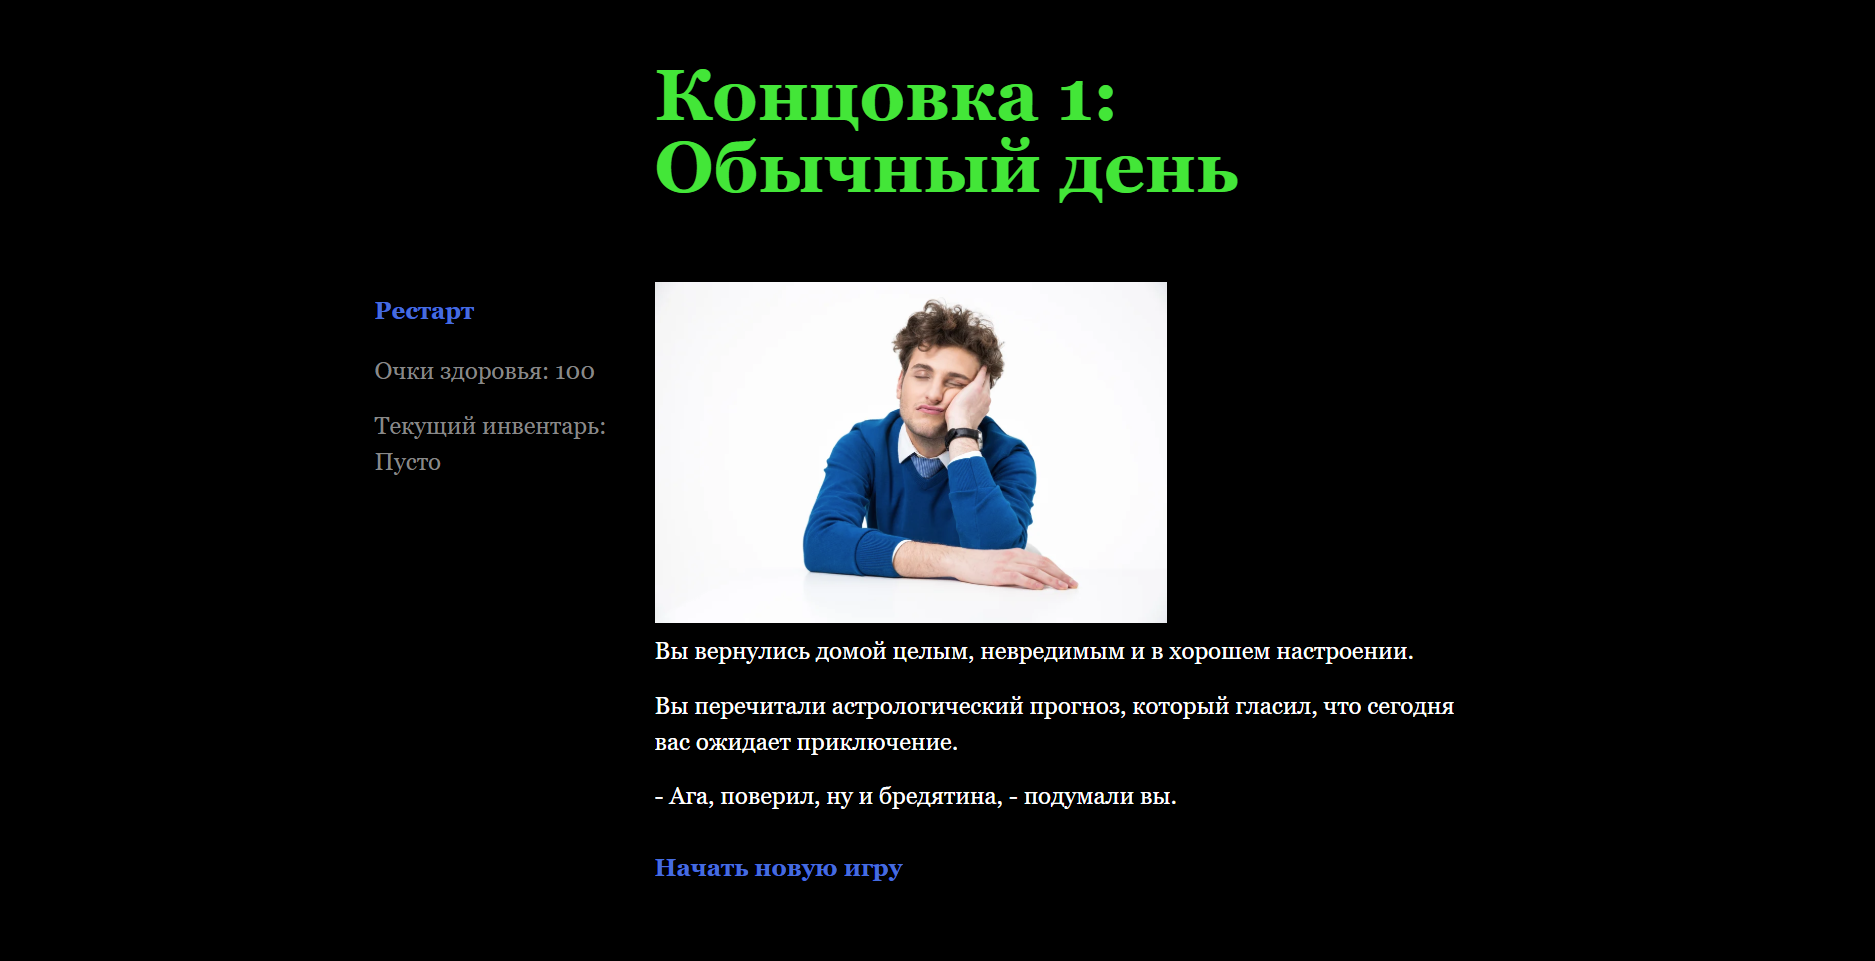 Концовка 1:
Обычный день
Рестарт
Очки здоровья: 100
Текущий инвентарь:
Пусто
Вы вернулись домой целым, невредимым и в хорошем настроении.
Вы перечитали астрологический прогноз, который гласил, что сегодня
вас ожидает приключение.
- Ага, поверил, ну и бредятина, - подумали вы.
Начать новую игру